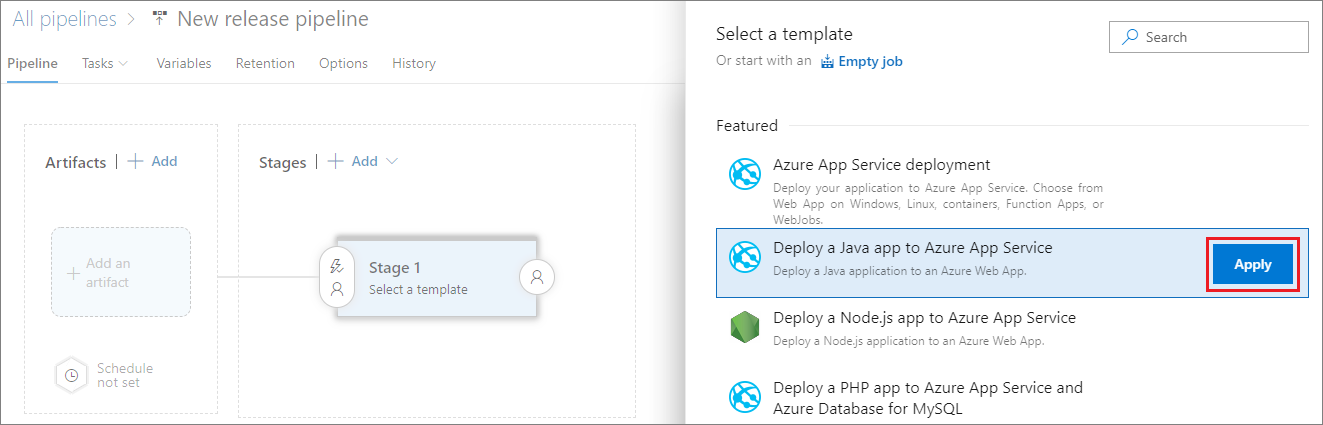 All pipelines > New release pipeline
Pipeline Tasks Variables Retention Options History
Artifacts | + Add
Stages | + Add
+ Add an
artifact
Stage 1
Select a template
Schedule
not set
Select a template
Or start with an Empty job
Search
Featured
Azure App Service deployment
Deploy your application to Azure App Service. Choose from
Web App on Windows, Linux, containers, Function Apps, or
WebJobs.
Deploy a Java app to Azure App Service
Deploy a Java application to an Azure Web App.
Apply
Deploy a Node.js app to Azure App Service
Deploy a Node.js application to an Azure Web App.
Deploy a PHP app to Azure App Service and
Azure Database for MySQL